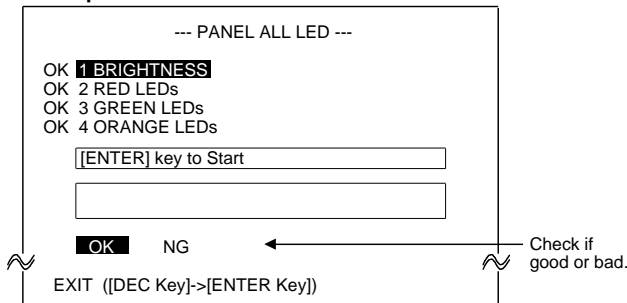 --- PANEL ALL LED ---
OK 1 BRIGHTNESS
OK 2 RED LEDs
OK 3 GREEN LEDs
OK 4 ORANGE LEDs
[ENTER] key to Start
OK NG
Check if
good or bad.
EXIT ([DEC Key]->[ENTER Key])